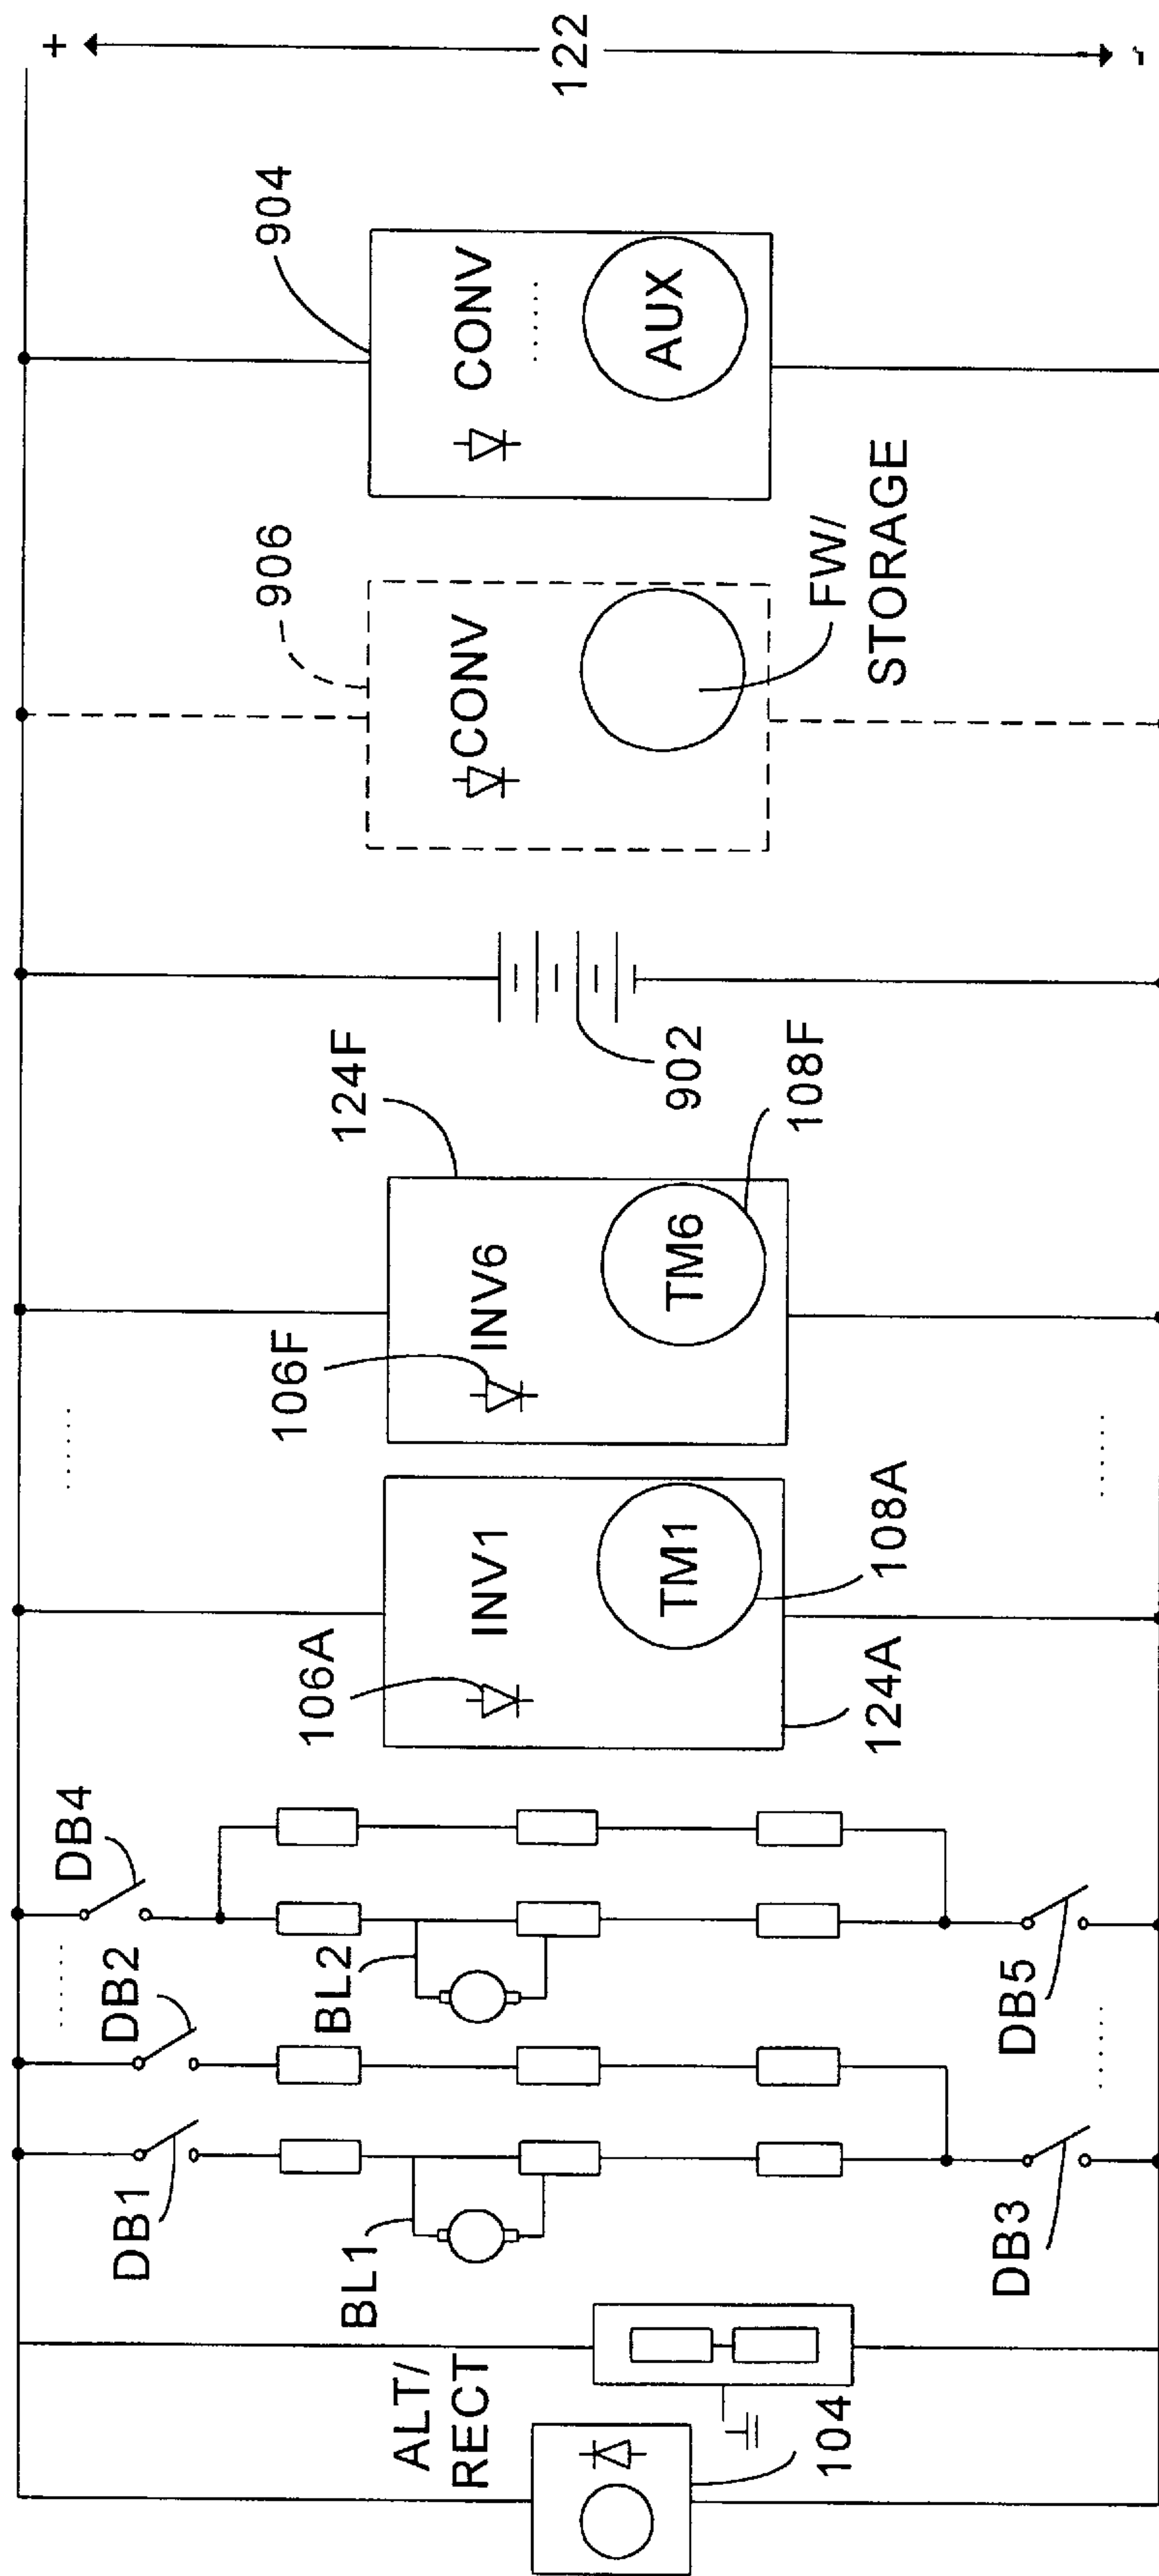 ALT/
RECT
104
BL1
DB1
DB3
DB2
BL2
DB4
DB5
106A
INV1
TM1
108A
124A
106F
INV6
TM6
124F
108F
902
906
CONV
FW/
STORAGE
904
CONV
......
AUX
+
122
-